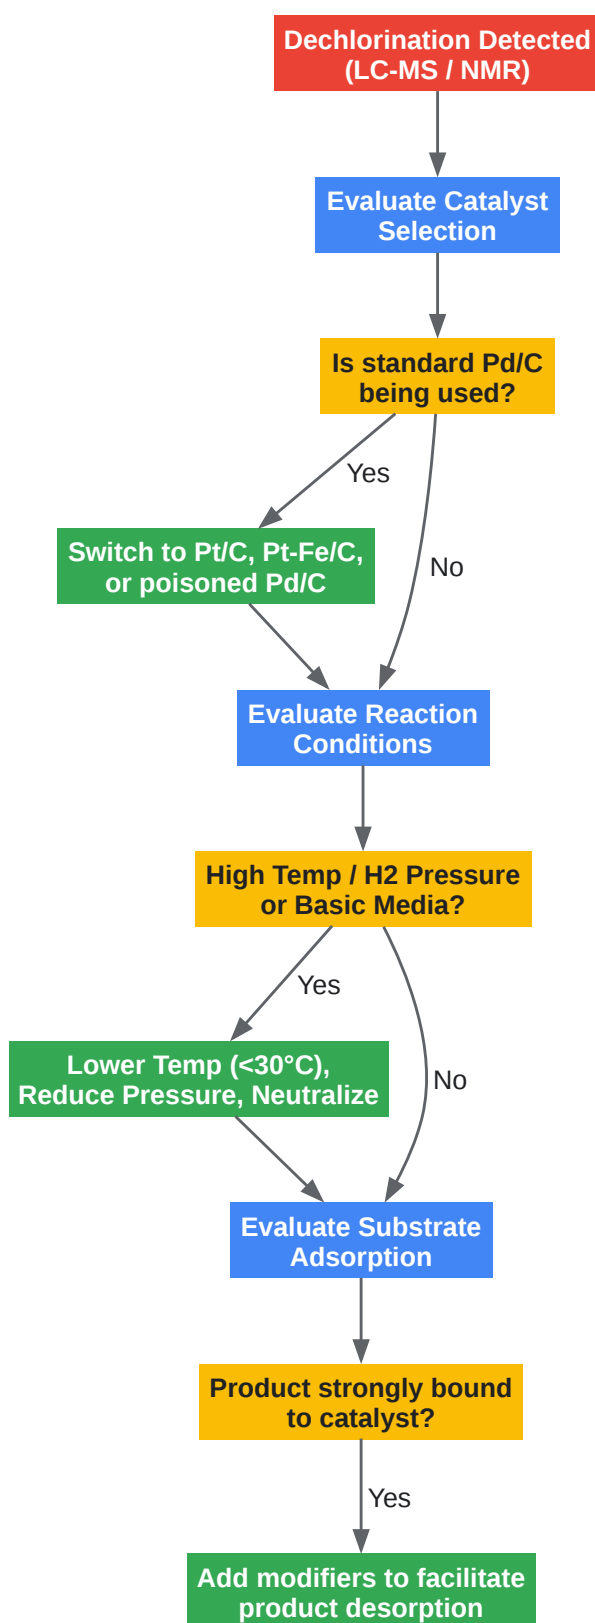 Dechlorination Detected
(LC-MS / NMR)
Evaluate Catalyst
Selection
Is standard Pd/C
being used?
Yes
No
Switch to Pt/C, Pt-Fe/C,
or poisoned Pd/C
Evaluate Reaction
Conditions
High Temp / H2 Pressure
or Basic Media?
Yes
No
Lower Temp (<30°C),
Reduce Pressure, Neutralize
Evaluate Substrate
Adsorption
Product strongly bound
to catalyst?
Yes
Add modifiers to facilitate
product desorption